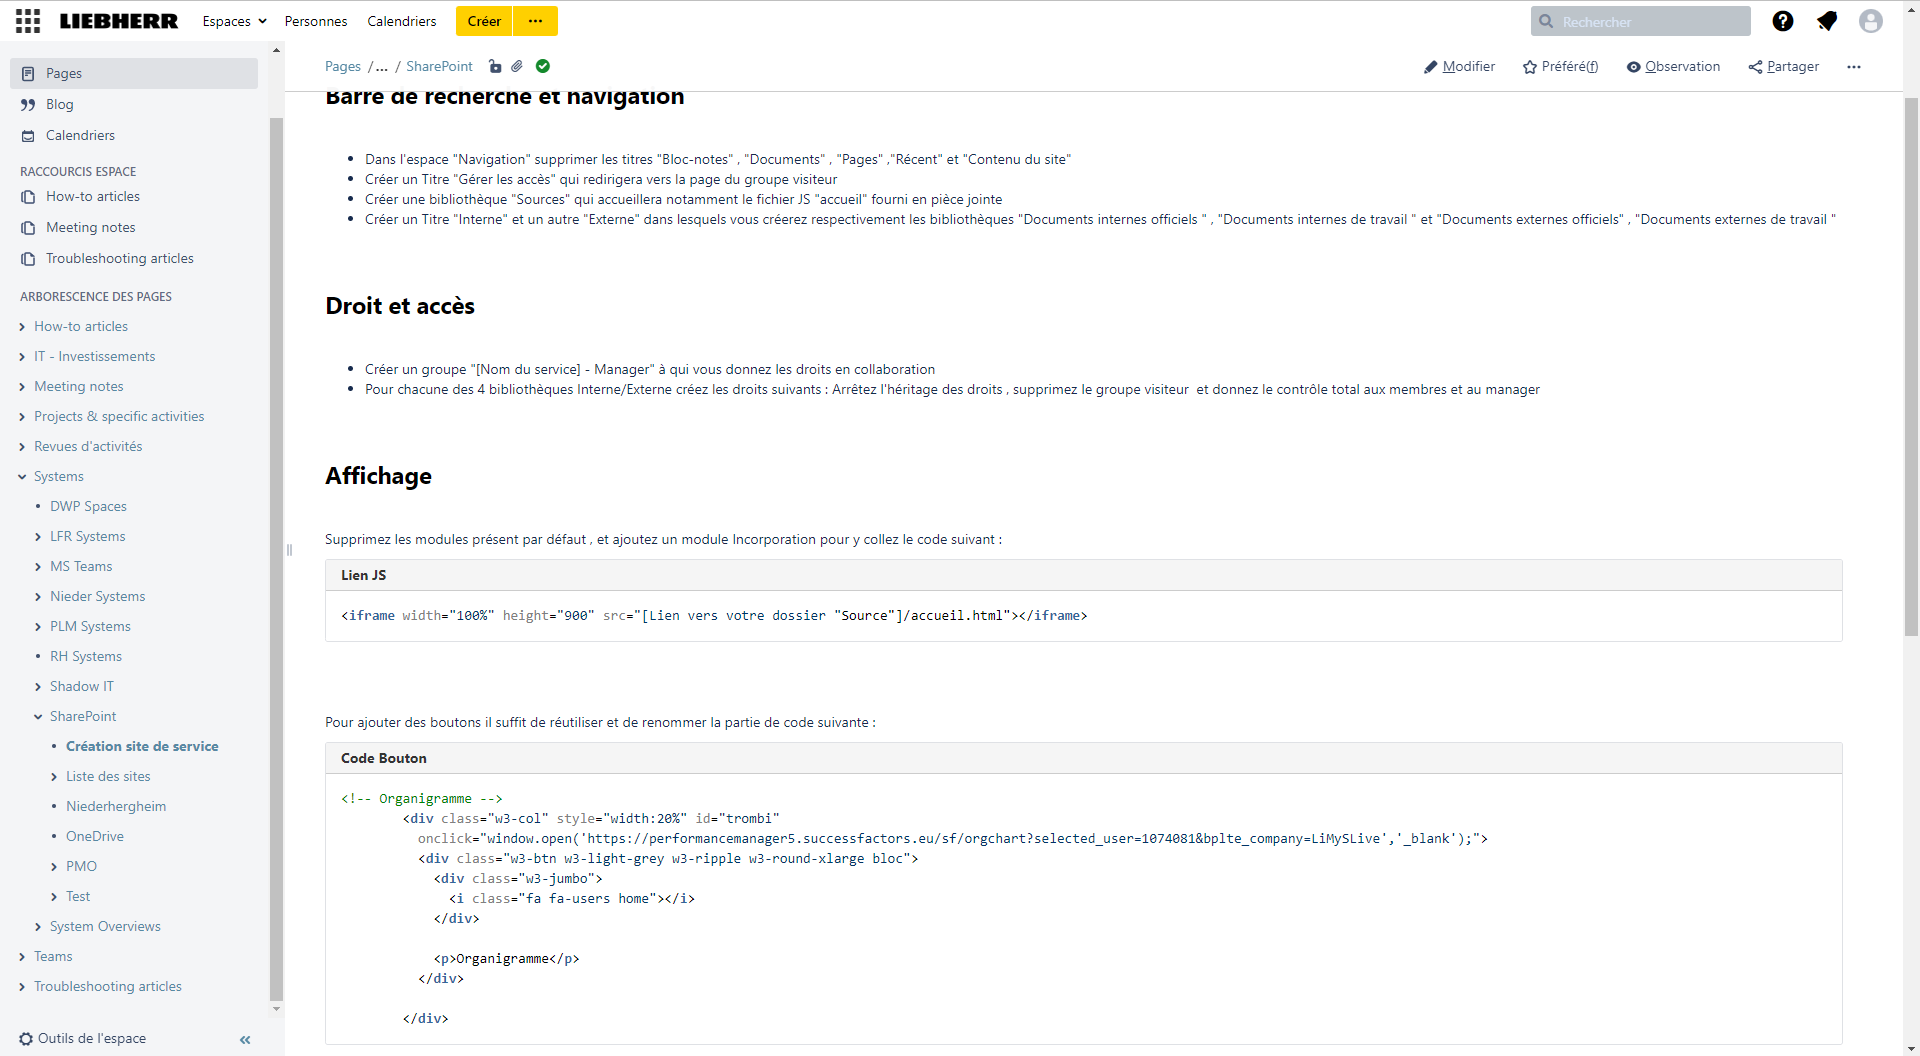 LIEBHERR Espaces Personnes Calendriers Créer ··· Rechercher
Pages
Blog
Calendriers
RACCOURCIS ESPACE
How-to articles
Meeting notes
Troubleshooting articles
ARBORESCENCE DES PAGES
How-to articles
IT - Investissements
Meeting notes
Projects & specific activities
Revues d'activités
Systems
DWP Spaces
LFR Systems
MS Teams
Nieder Systems
PLM Systems
RH Systems
Shadow IT
SharePoint
Création site de service
Liste des sites
Niederhergheim
OneDrive
PMO
Test
System Overviews
Teams
Troubleshooting articles
Outils de l'espace «
Pages /... / SharePoint Modifier Préféré(f) Observation Partager ···
Barre de recherche et navigation
• Dans l'espace "Navigation" supprimer les titres "Bloc-notes" , "Documents" , "Pages" ,"Récent" et "Contenu du site"
• Créer un Titre "Gérer les accès" qui redirigera vers la page du groupe visiteur
• Créer une bibliothèque "Sources" qui accueillera notamment le fichier JS "accueil" fourni en pièce jointe
• Créer un Titre "Interne" et un autre "Externe" dans lesquels vous créerez respectivement les bibliothèques "Documents internes officiels " , "Documents internes de travail " et "Documents externes officiels" , "Documents externes de travail "
Droit et accès
• Créer un groupe "[Nom du service] - Manager" à qui vous donnez les droits en collaboration
• Pour chacune des 4 bibliothèques Interne/Externe créez les droits suivants : Arrêtez l'héritage des droits , supprimez le groupe visiteur  et donnez le contrôle total aux membres et au manager
Affichage
Supprimez les modules présent par défaut , et ajoutez un module Incorporation pour y collez le code suivant :
Lien JS
<iframe width="100%" height="900" src="[Lien vers votre dossier "Source"]/accueil.html"></iframe>
Pour ajouter des boutons il suffit de réutiliser et de renommer la partie de code suivante :
Code Bouton
<!-- Organigramme -->
<div class="w3-col" style="width:20%" id="trombi"
onclick="window.open('https://performancemanager5.successfactors.eu/sf/orgchart?selected_user=1074081&bplte_company=LiMySLive','_blank');">
<div class="w3-btn w3-light-grey w3-ripple w3-round-xlarge bloc">
<div class="w3-jumbo">
<i class="fa fa-users home"></i>
</div>
<p>Organigramme</p>
</div>
</div>